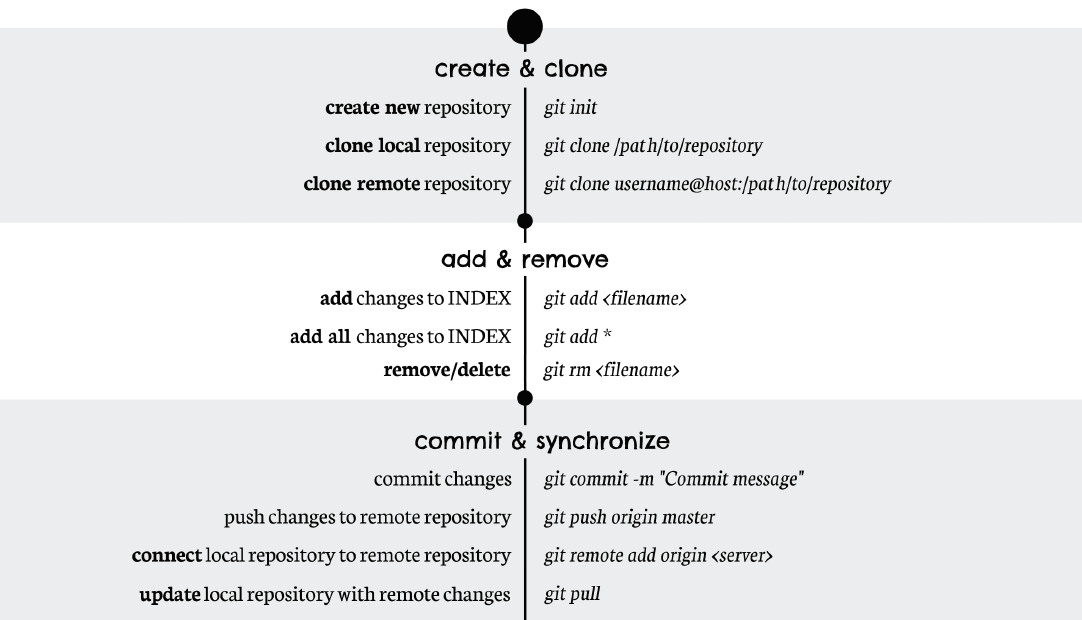 create & clone
create new repository git init
clone local repository git clone /path/to/repository
clone remote repository git clone username@host:/path/to/repository
add & remove
add changes to INDEX git add <filename>
add all changes to INDEX git add *
remove/delete git rm <filename>
commit & synchronize
commit changes git commit -m "Commit message"
push changes to remote repository git push origin master
connect local repository to remote repository git remote add origin <server>
update local repository with remote changes git pull